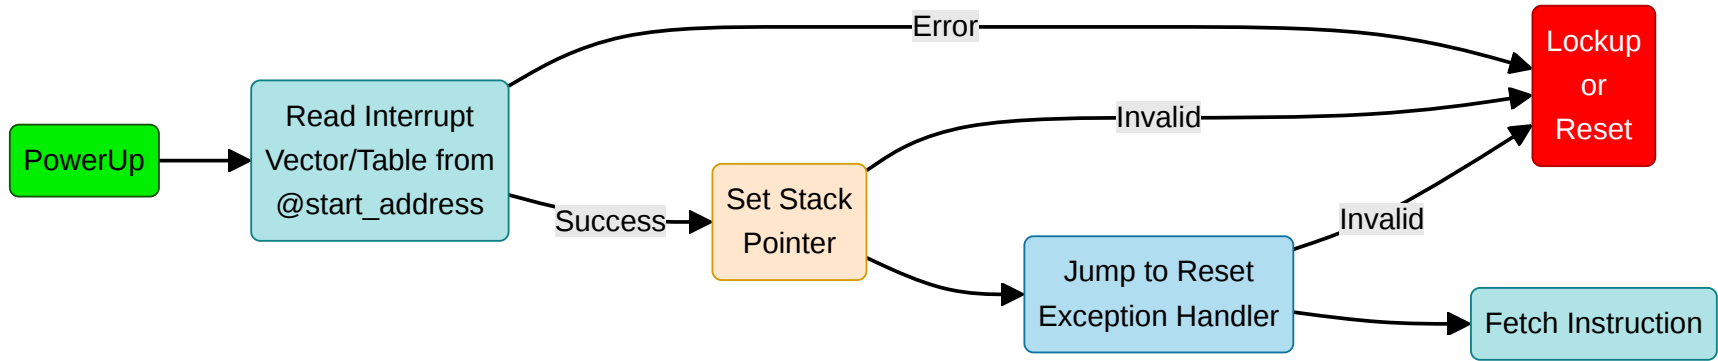 PowerUp
Read Interrupt
Vector/Table from
@start_address
Error
Success
Set Stack
Pointer
Invalid
Jump to Reset
Exception Handler
Invalid
Lockup
or
Reset
Fetch Instruction